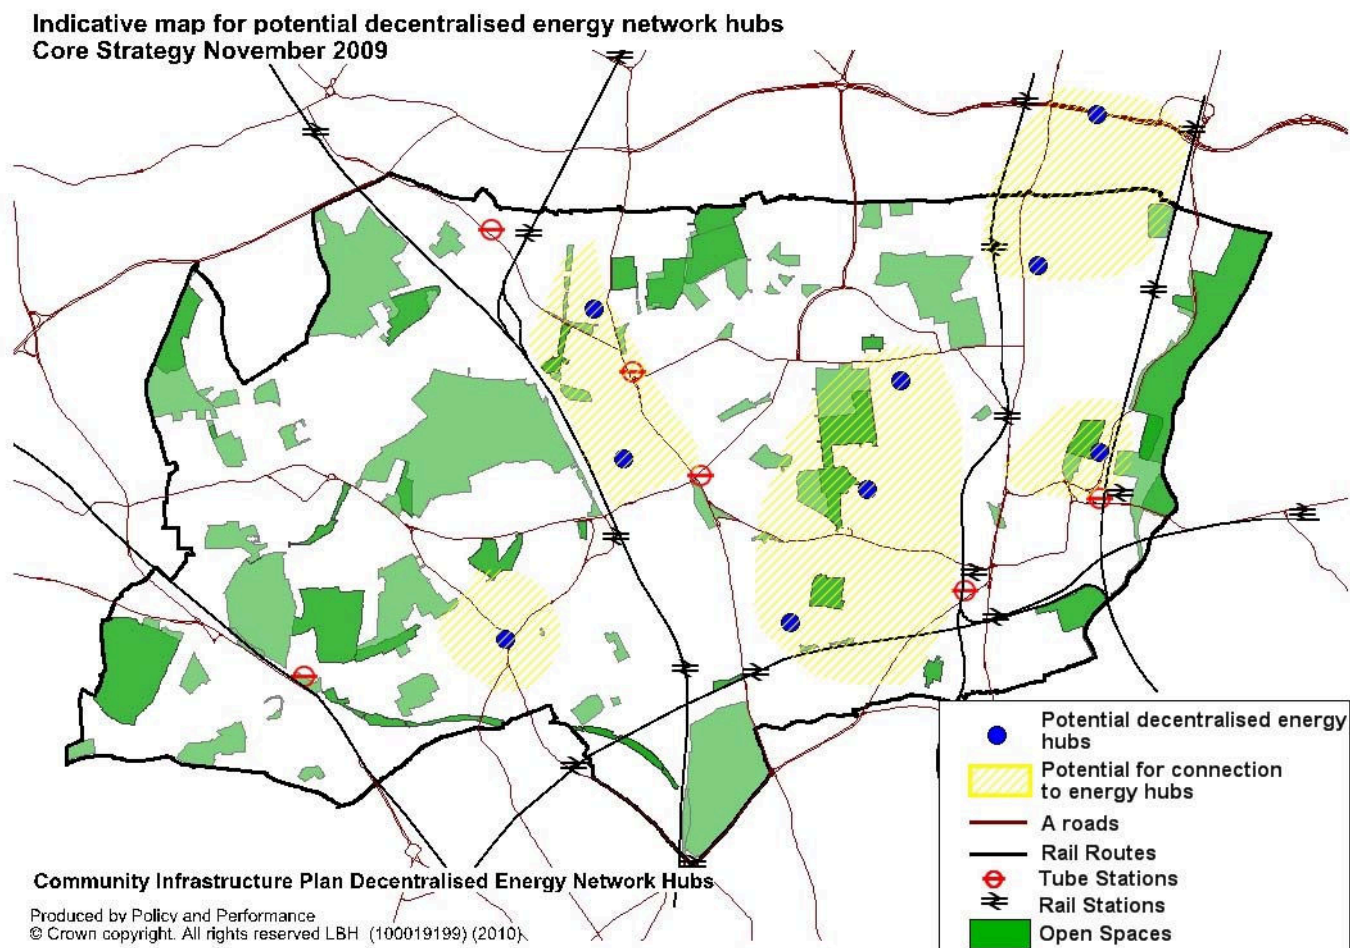 Indicative map for potential decentralised energy network hubs
Core Strategy November 2009
Potential decentralised energy
hubs
Potential for connection
to energy hubs
A roads
Rail Routes
Tube Stations
Rail Stations
Open Spaces
Community Infrastructure Plan Decentralised Energy Network Hubs
Produced by Policy and Performance
© Crown copyright. All rights reserved LBH (100019199) (2010)